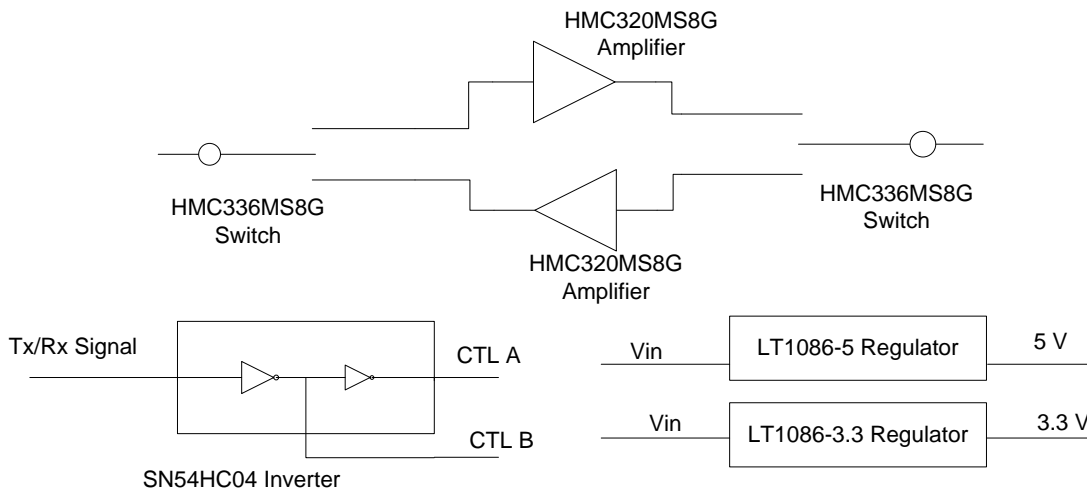 HMC320MS8G
Amplifier
HMC336MS8G
Switch
HMC336MS8G
Switch
HMC320MS8G
Amplifier
Tx/Rx Signal
CTL A
CTL B
SN54HC04 Inverter
Vin
LT1086-5 Regulator
5 V
Vin
LT1086-3.3 Regulator
3.3 V